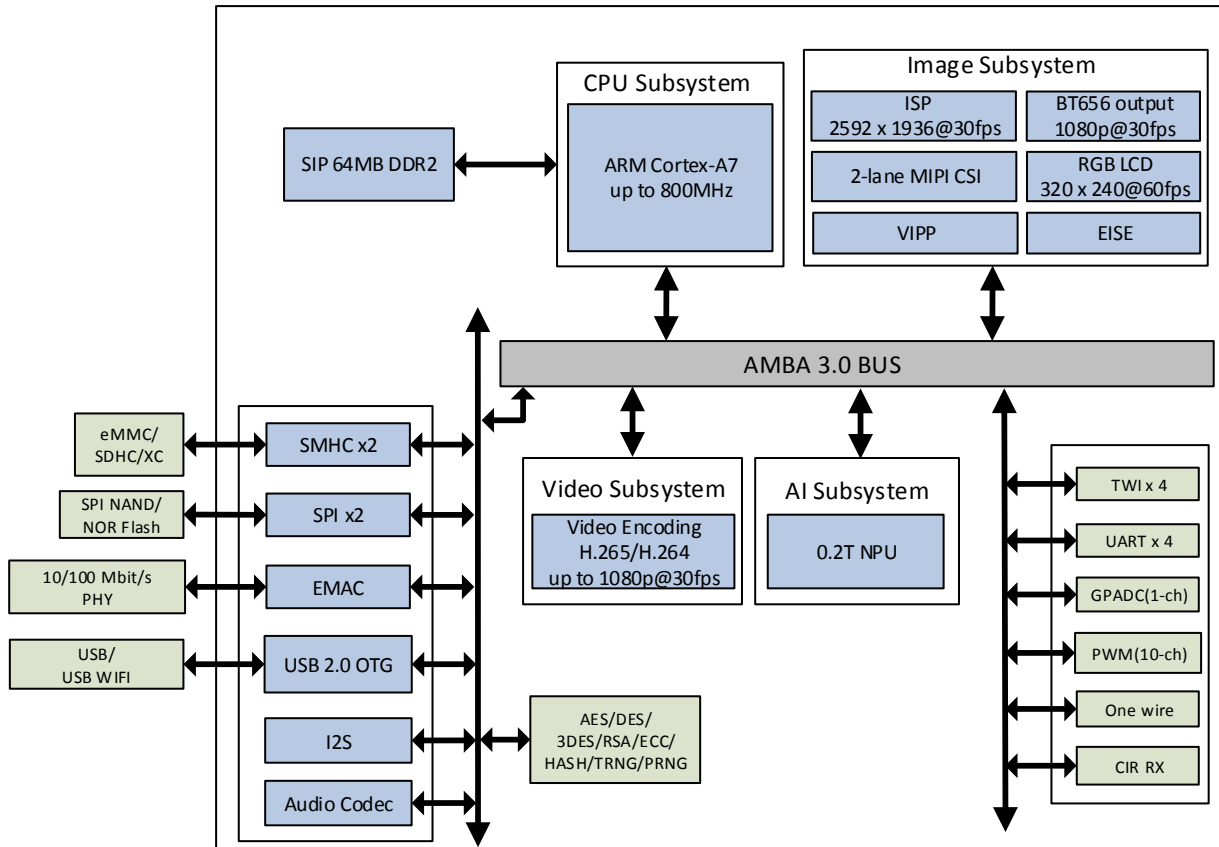 CPU Subsystem
ARM Cortex-A7
up to 800MHz
SIP 64MB DDR2
Image Subsystem
ISP
2592 x 1936@30fps
BT656 output
1080p@30fps
2-lane MIPI CSI
RGB LCD
320 x 240@60fps
VIPP
EISE
AMBA 3.0 BUS
eMMC/
SDHC/XC
SMHC x2
SPI NAND/
NOR Flash
SPI x2
10/100 Mbit/s
PHY
EMAC
USB/
USB WIFI
USB 2.0 OTG
I2S
Audio Codec
Video Subsystem
Video Encoding
H.265/H.264
up to 1080p@30fps
AI Subsystem
0.2T NPU
AES/DES/
3DES/RSA/ECC/
HASH/TRNG/PRNG
TWI x 4
UART x 4
GPADC(1-ch)
PWM(10-ch)
One wire
CIR RX